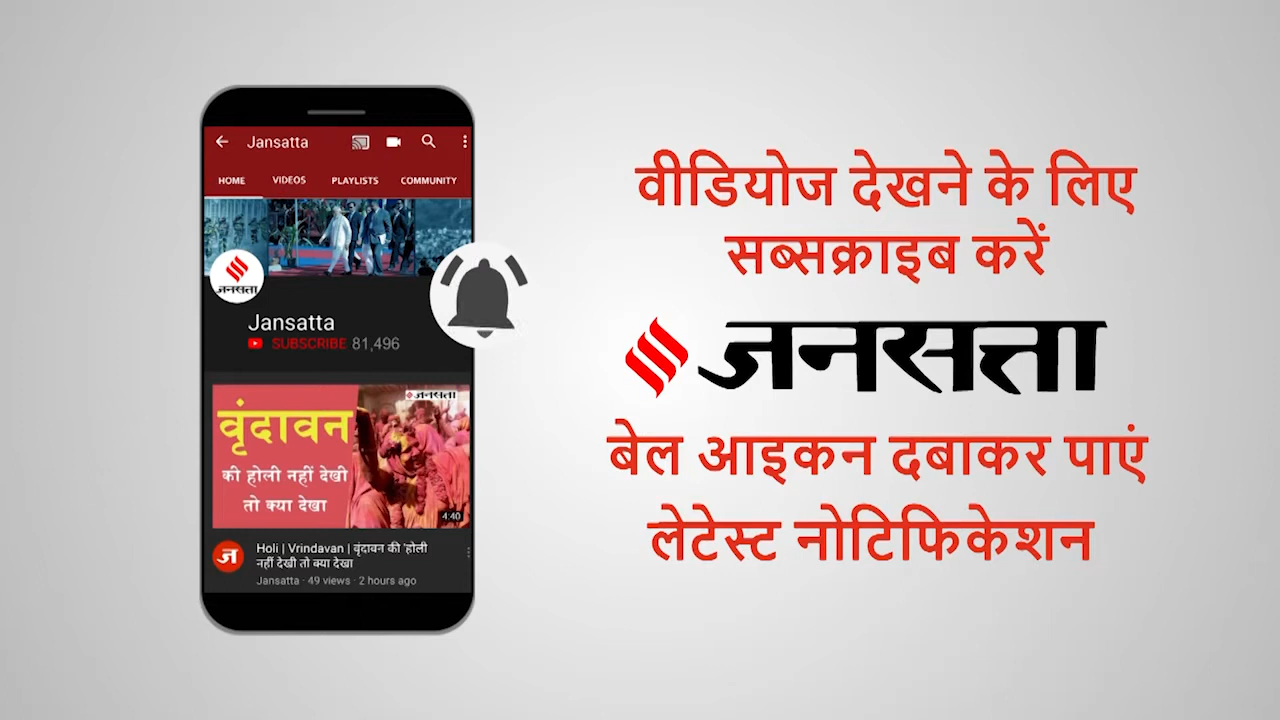 Jansatta
HOME VIDEOS PLAYLISTS COMMUNITY
जनसत्ता
Jansatta
SUBSCRIBE 81,496
जनसत्ता
वृंदावन
की होली नहीं देखी
तो क्या देखा
4:40
ज
Holi | Vrindavan | वृंदावन की 'होली
नहीं देखी तो क्या देखा
Jansatta · 49 views · 2 hours ago
वीडियोज देखने के लिए
सब्सक्राइब करें
जनसत्ता
बेल आइकन दबाकर पाएं
लेटेस्ट नोटिफिकेशन